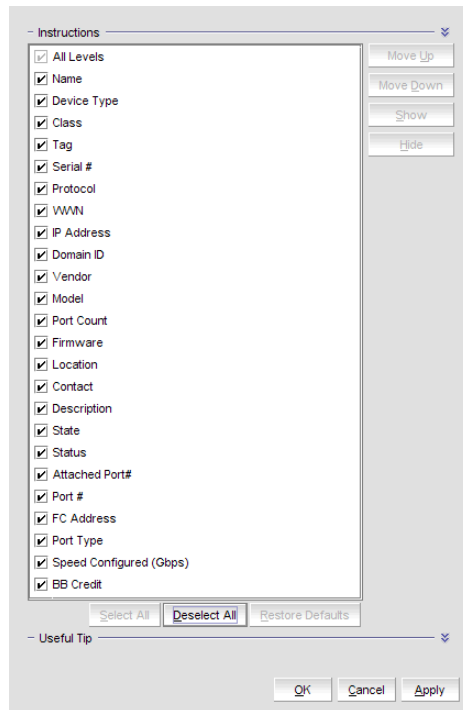 Instructions
All Levels
Move Up
Name
Move Down
Device Type
Show
Class
Hide
Tag
Serial #
Protocol
WWN
IP Address
Domain ID
Vendor
Model
Port Count
Firmware
Location
Contact
Description
State
Status
Attached Port#
Port #
FC Address
Port Type
Speed Configured (Gbps)
BB Credit
Select All Deselect All Restore Defaults
Useful Tip
OK Cancel Apply